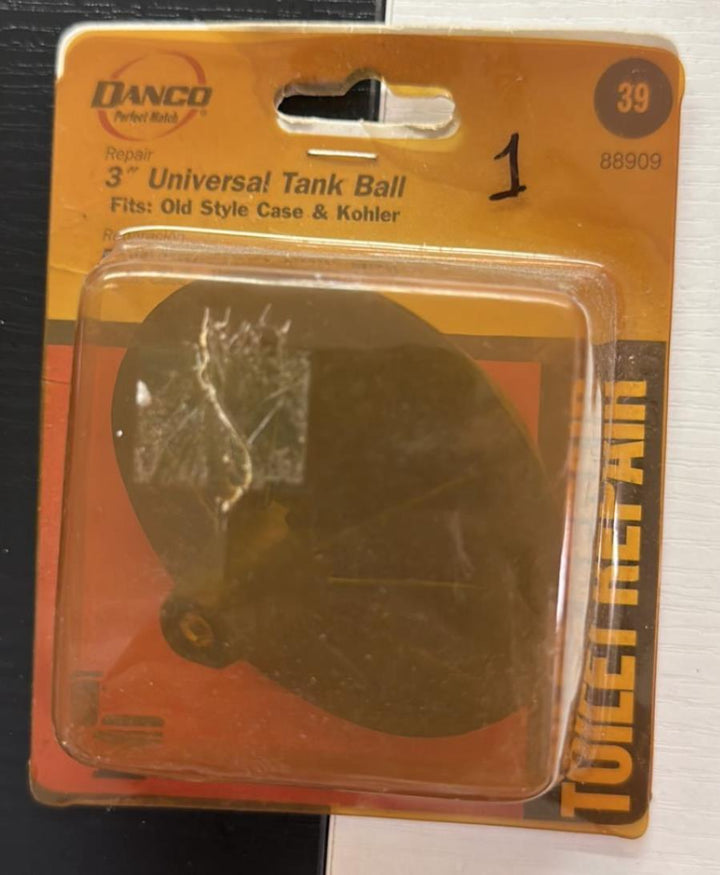 DANCO
Perfect Match
39
88909
1
Repair
3" Universal Tank Ball
Fits: Old Style Case & Kohler
TOILET REPAIR